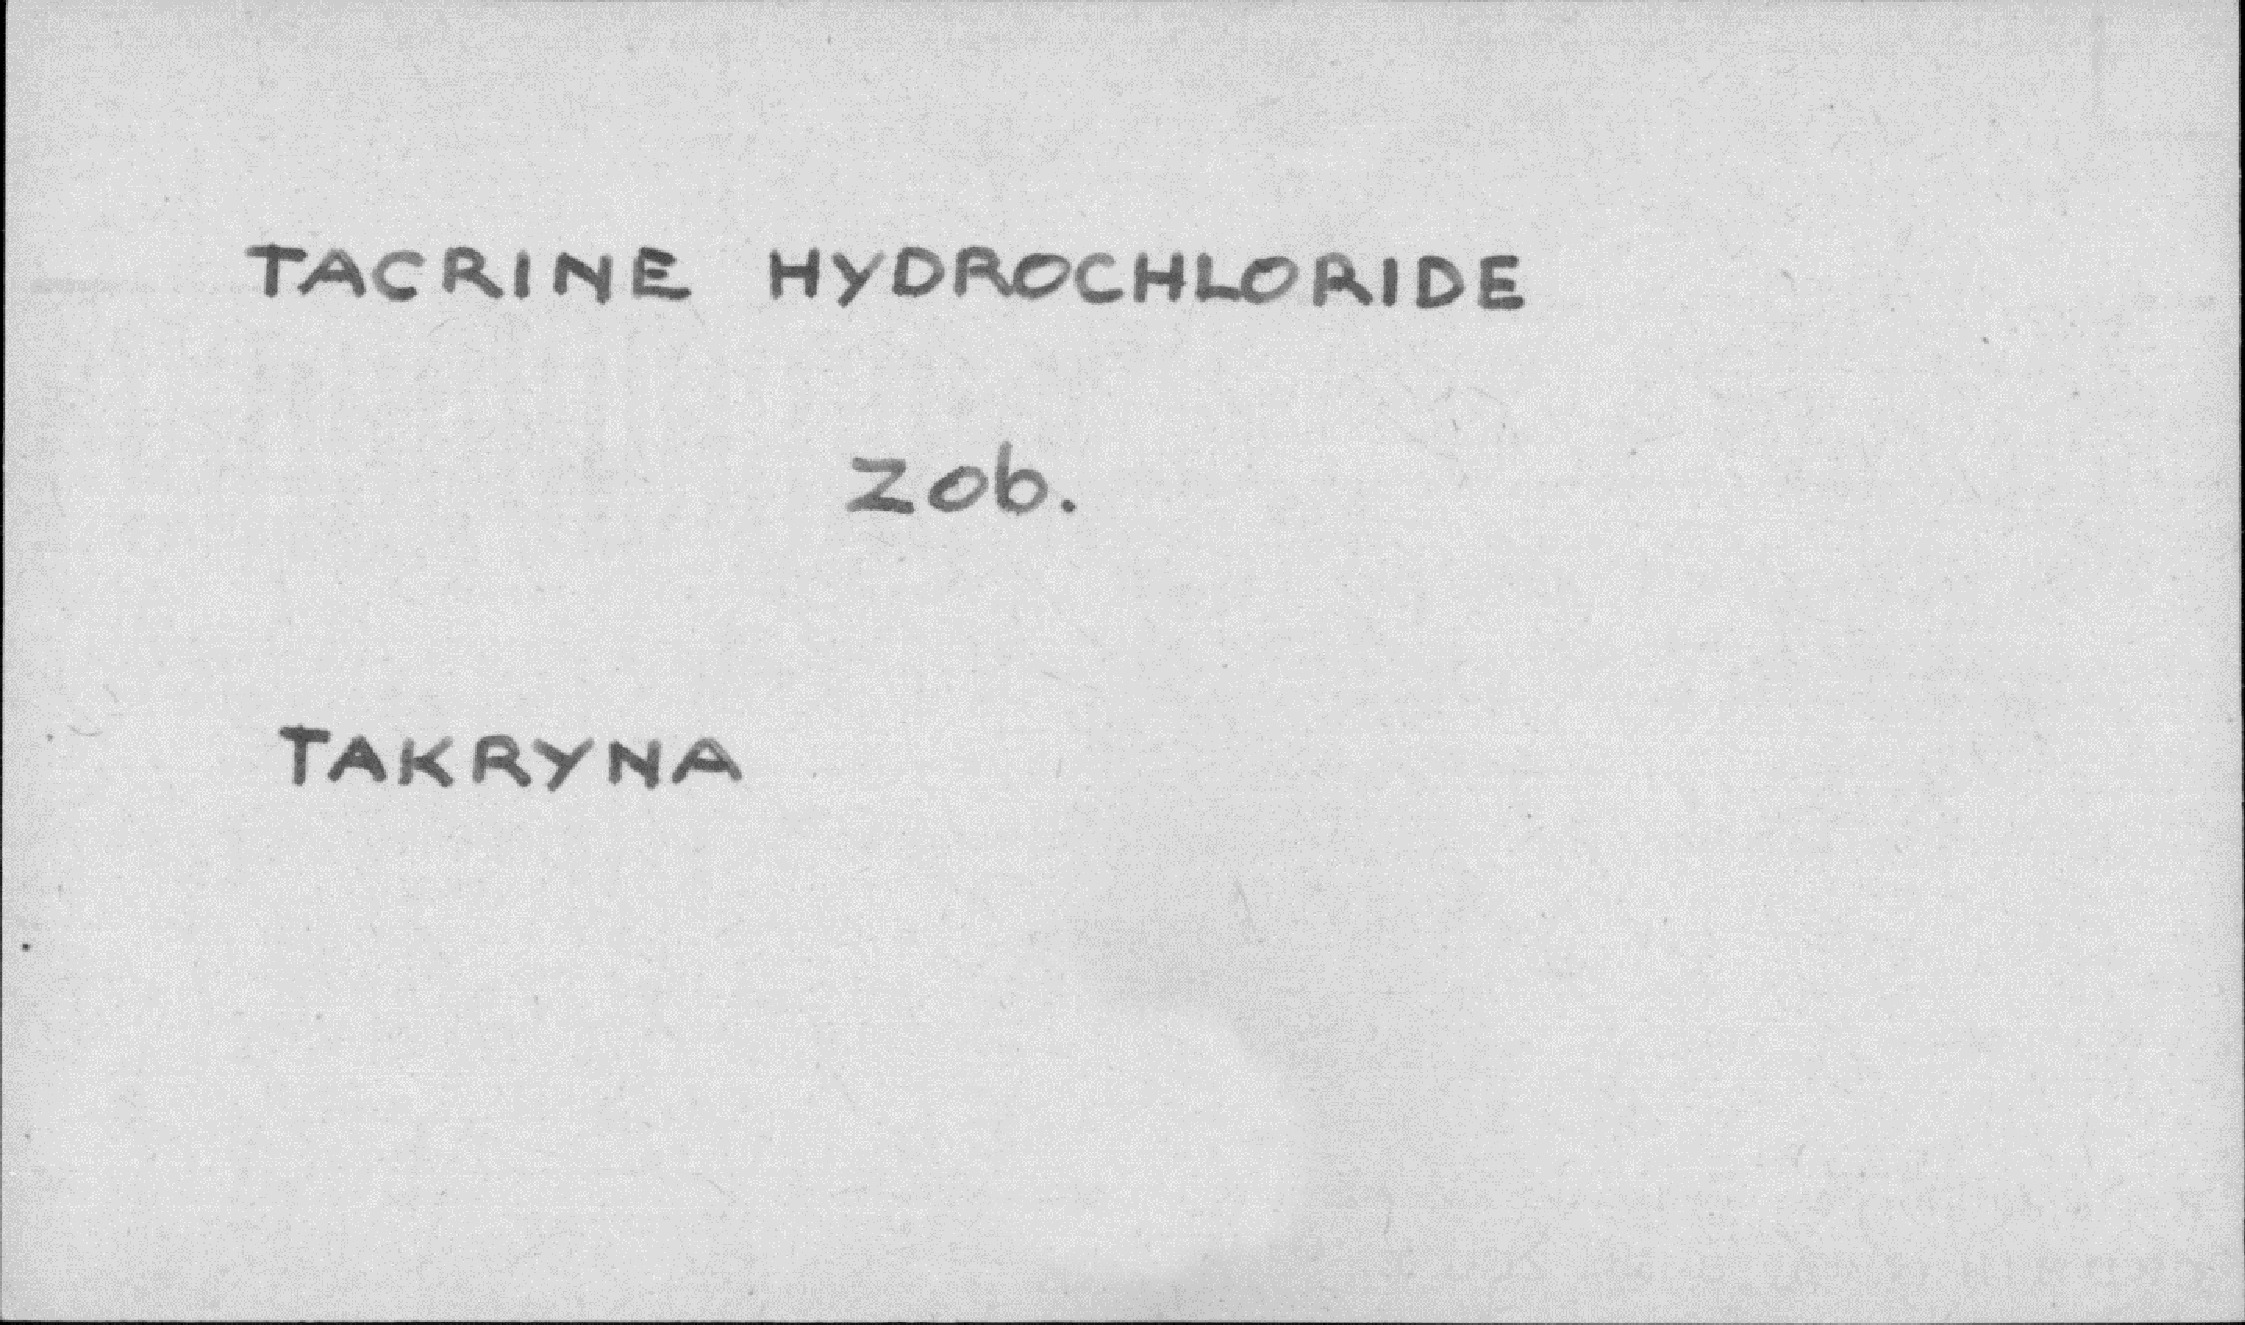 TACRINE HYDROCHLORIDE
Zob.
TAKRYNA